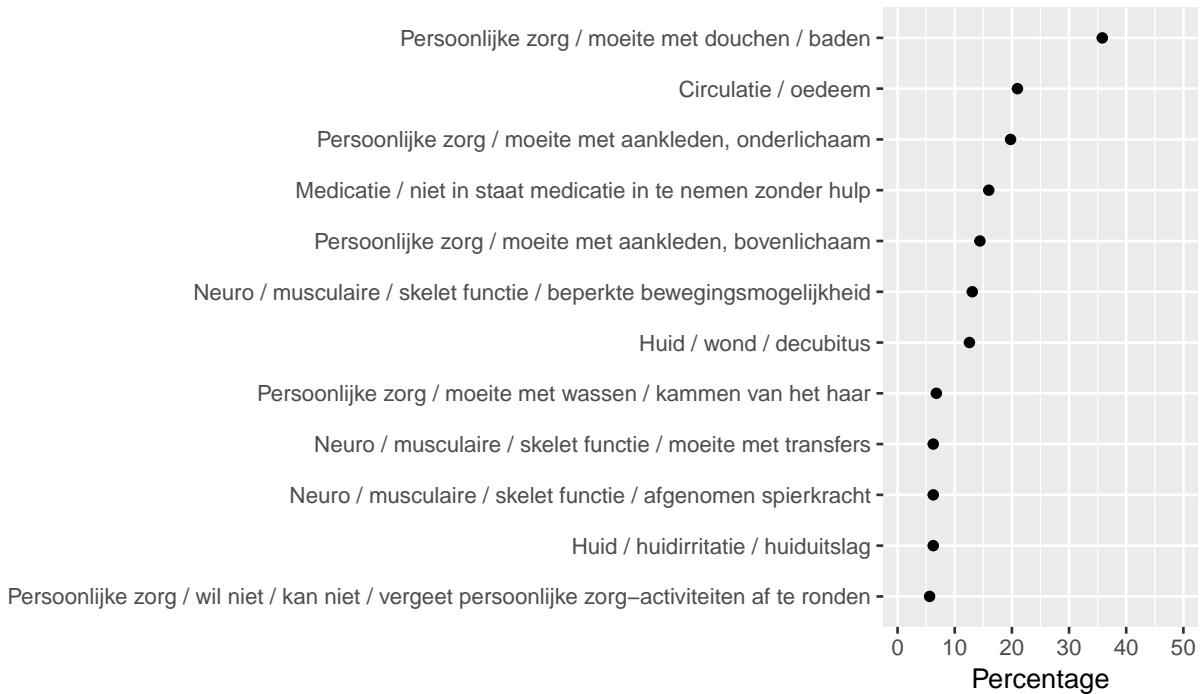 Persoonlijke zorg / moeite met douchen / baden
Circulatie / oedeem
Persoonlijke zorg / moeite met aankleden, onderlichaam
Medicatie / niet in staat medicatie in te nemen zonder hulp
Persoonlijke zorg / moeite met aankleden, bovenlichaam
Neuro / musculaire / skelet functie / beperkte bewegingsmogelijkheid
Huid / wond / decubitus
Persoonlijke zorg / moeite met wassen / kammen van het haar
Neuro / musculaire / skelet functie / moeite met transfers
Neuro / musculaire / skelet functie / afgenomen spierkracht
Huid / huidirritatie / huiduitslag
Persoonlijke zorg / wil niet / kan niet / vergeet persoonlijke zorg−activiteiten af te ronden
0 10 20 30 40 50
Percentage